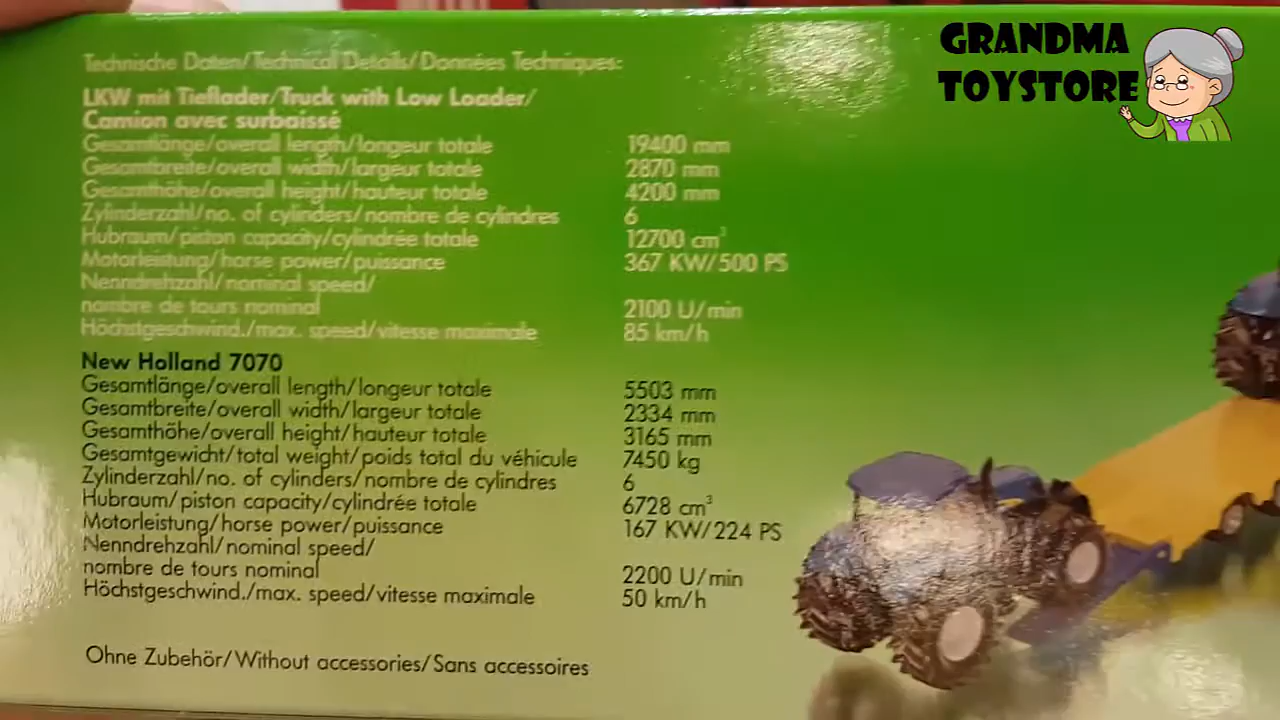 GRANDMA
TOYSTORE
Technische Daten/Technical Details/Données Techniques:
LKW mit Tieflader/Truck with Low Loader/
Camion avec surbaissé
Gesamtlänge/overall length/longeur totale 19400 mm
Gesamtbreite/overall width/largeur totale 2870 mm
Gesamthöhe/overall height/hauteur totale 4200 mm
Zylinderzahl/no. of cylinders/nombre de cylindres 6
Hubraum/piston capacity/cylindrée totale 12700 cm³
Motorleistung/horse power/puissance 367 KW/500 PS
Nenndrehzahl/nominal speed/
nombre de tours nominal 2100 U/min
Höchstgeschwind./max. speed/vitesse maximale 85 km/h
New Holland 7070
Gesamtlänge/overall length/longeur totale 5503 mm
Gesamtbreite/overall width/largeur totale 2334 mm
Gesamthöhe/overall height/hauteur totale 3165 mm
Gesamtgewicht/total weight/poids total du véhicule 7450 kg
Zylinderzahl/no. of cylinders/nombre de cylindres 6
Hubraum/piston capacity/cylindrée totale 6728 cm³
Motorleistung/horse power/puissance 167 KW/224 PS
Nenndrehzahl/nominal speed/
nombre de tours nominal 2200 U/min
Höchstgeschwind./max. speed/vitesse maximale 50 km/h
Ohne Zubehör/Without accessories/Sans accessoires